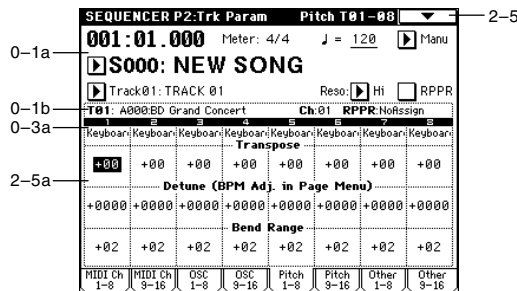 SEQUENCER P2:Trk Param Pitch T01-08
2-5
001:01.000 Meter: 4/4 ♩ = 120 Manu
0-1a
S000: NEW SONG
Track01: TRACK 01 Reso: Hi RPPR
0-1b
T01: A000:BD Grand Concert Ch:01 RPPR:NoAssign
0-3a
1 2 3 4 5 6 7 8
Keyboar Keyboar Keyboar Keyboar Keyboar Keyboar Keyboar Keyboar
Transpose
+00 +00 +00 +00 +00 +00 +00 +00
2-5a
Detune (BPM Adj. in Page Menu)
+0000 +0000 +0000 +0000 +0000 +0000 +0000 +0000
Bend Range
+02 +02 +02 +02 +02 +02 +02 +02
MIDI Ch 1-8 MIDI Ch 9-16 OSC 1-8 OSC 9-16 Pitch 1-8 Pitch 9-16 Other 1-8 Other 9-16